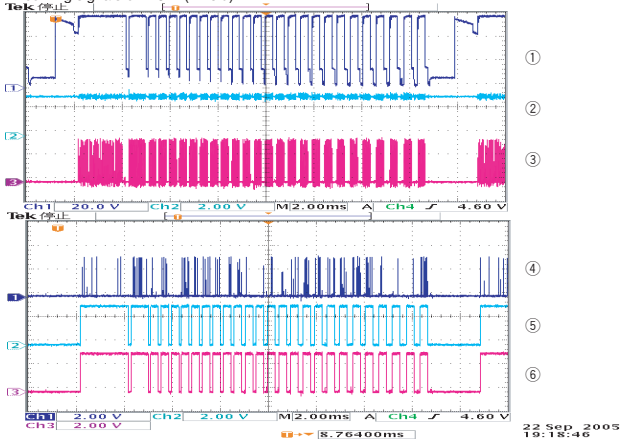 Tek 停止
①
1
②
2
③
3
Ch1 20.0 V Ch2 2.00 V M 2.00ms A Ch4 4.60 V
Tek 停止
④
1
⑤
2
⑥
3
Ch1 2.00 V Ch2 2.00 V M 2.00ms A Ch4 4.60 V
Ch3 2.00 V
8.76400ms
22 Sep 2005
19:18:46